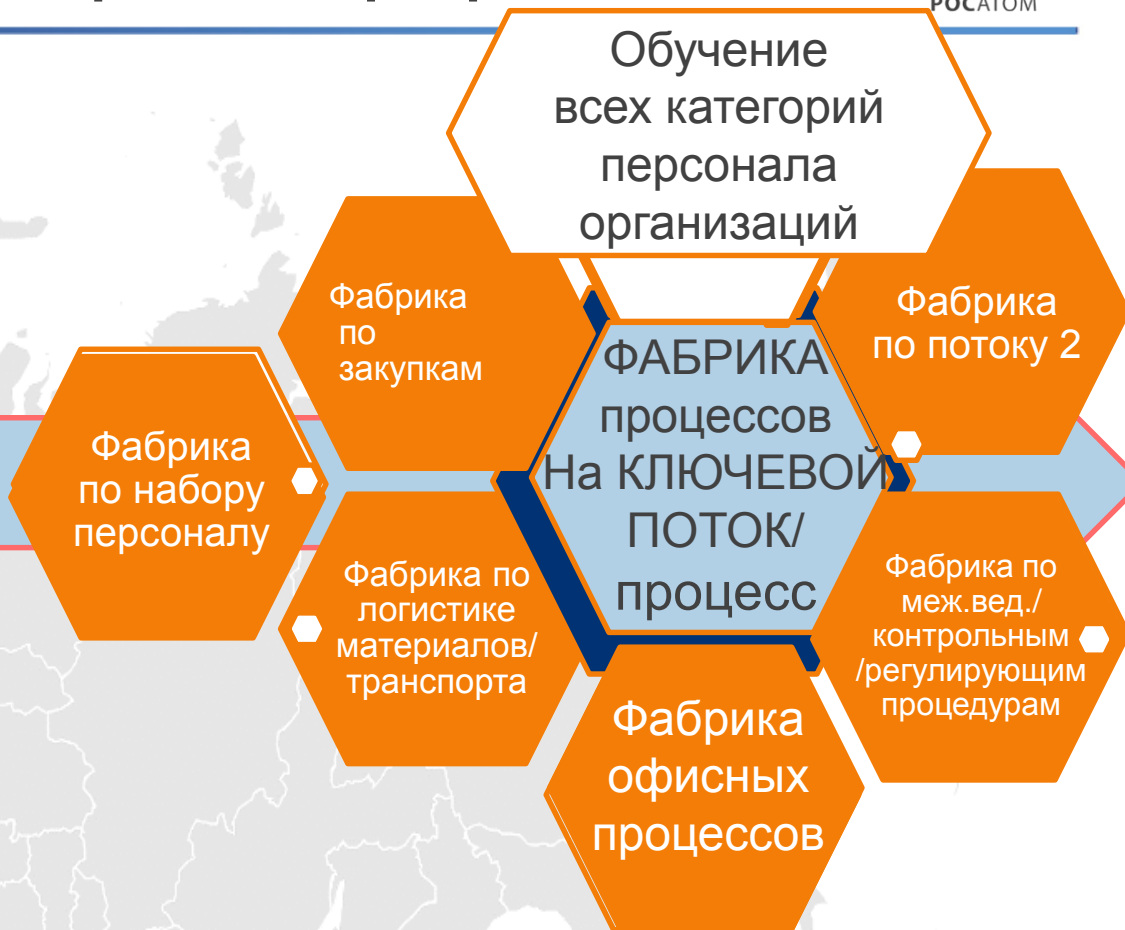 РОСАТОМ
Обучение
всех категорий
персонала
организаций
Фабрика
по
закупкам
Фабрика
по потоку 2
ФАБРИКА
процессов
На КЛЮЧЕВОЙ
ПОТОК/
процесс
Фабрика
по набору
персоналу
Фабрика по
логистике
материалов/
транспорта
Фабрика по
меж.вед./
контрольным
/регулирующим
процедурам
Фабрика
офисных
процессов